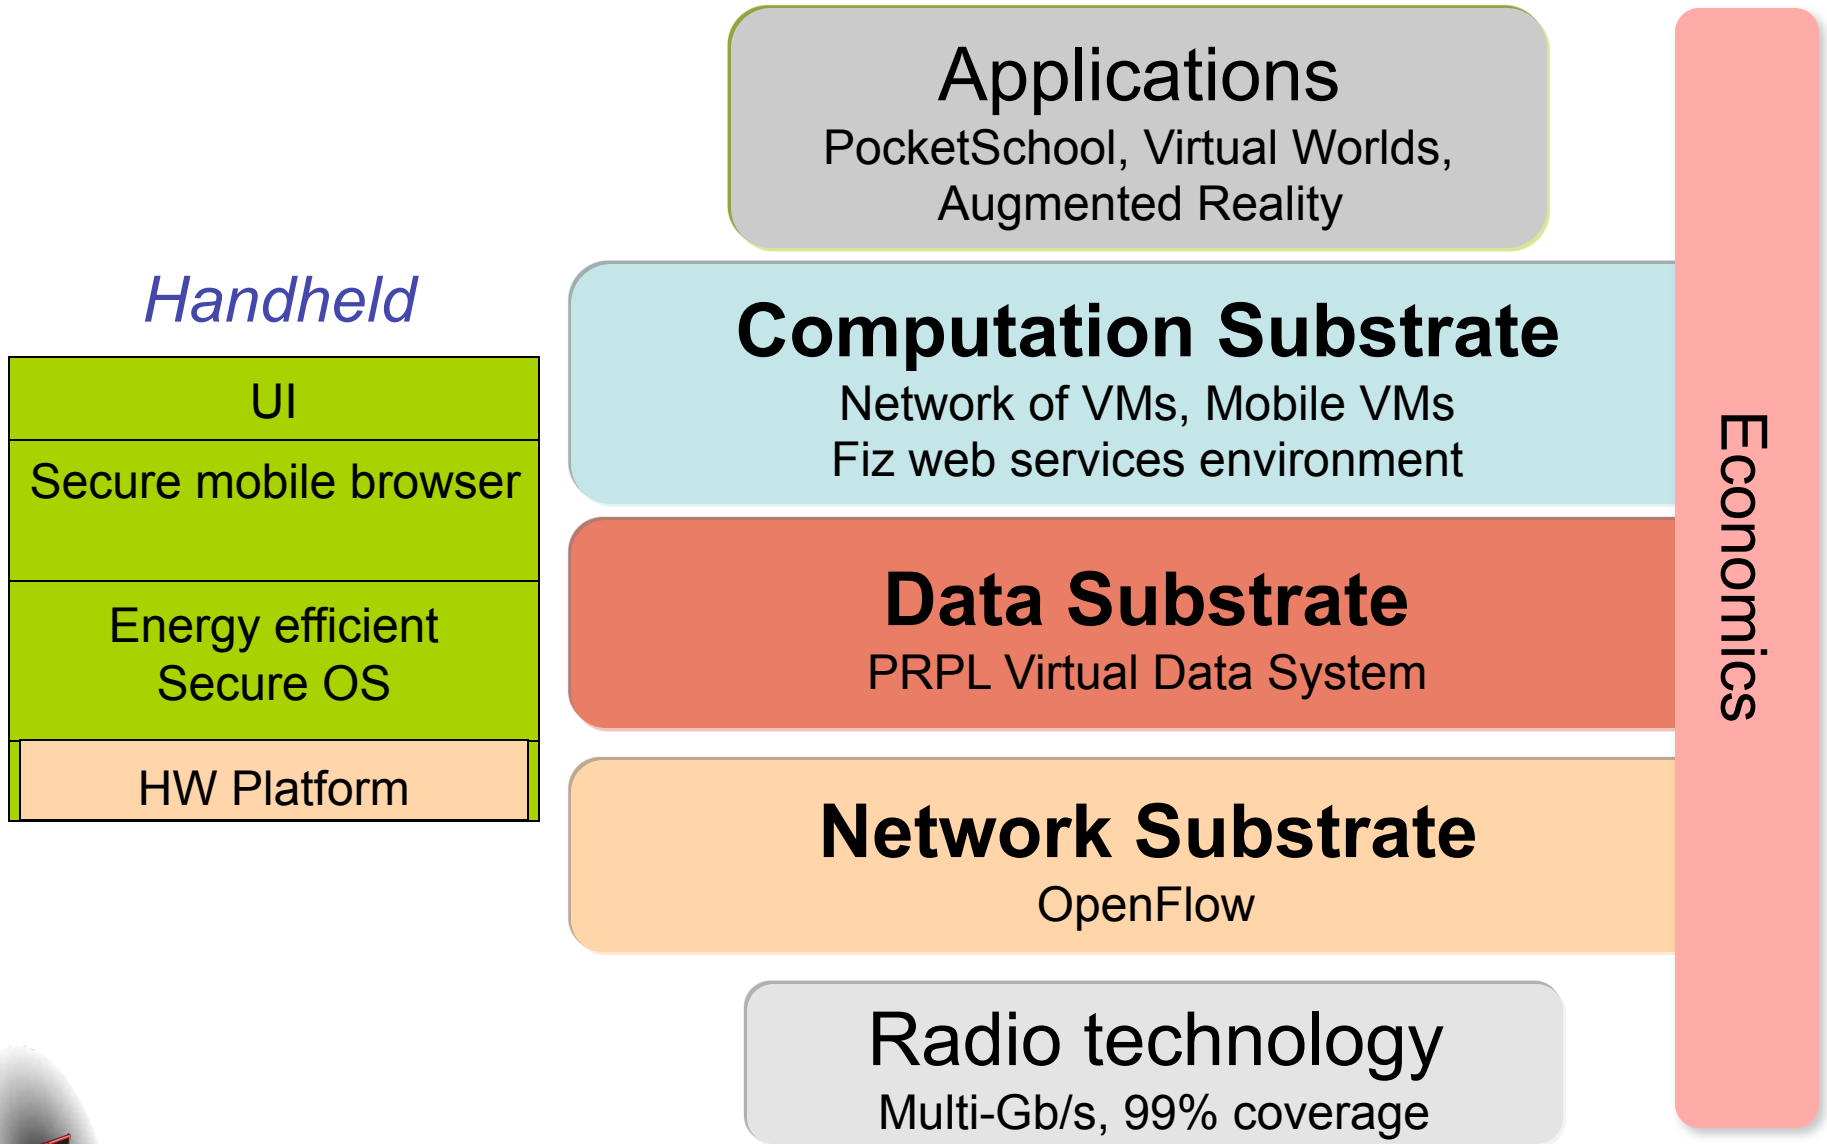 Applications
PocketSchool, Virtual Worlds,
Augmented Reality
Handheld
UI
Secure mobile browser
Energy efficient
Secure OS
HW Platform
Computation Substrate
Network of VMs, Mobile VMs
Fiz web services environment
Data Substrate
PRPL Virtual Data System
Network Substrate
OpenFlow
Radio technology
Multi-Gb/s, 99% coverage
Economics